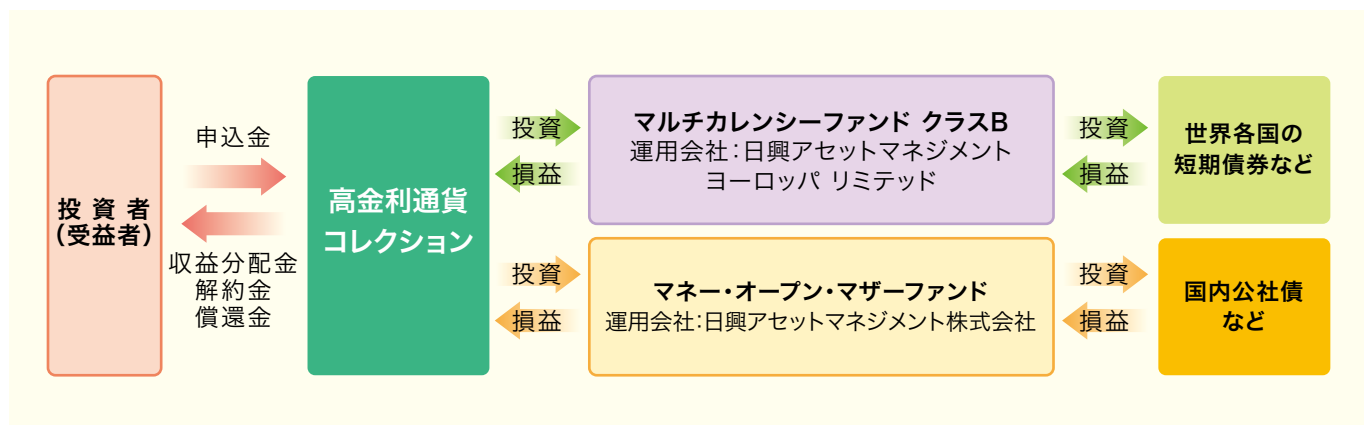 投資者
(受益者)
申込金
収益分配金
解約金
償還金
高金利通貨
コレクション
投資
損益
マルチカレンシーファンド クラスB
運用会社：日興アセットマネジメント
ヨーロッパ リミテッド
投資
損益
世界各国の
短期債券など
投資
損益
マネー・オープン・マザーファンド
運用会社：日興アセットマネジメント株式会社
投資
損益
国内公社債
など